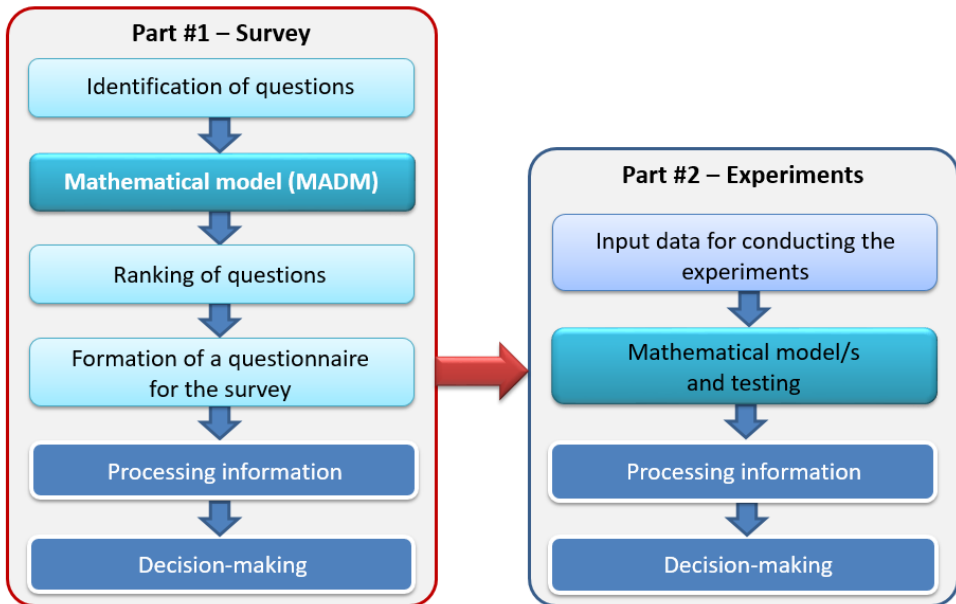 Part #1 – Survey
Identification of questions
Mathematical model (MADM)
Ranking of questions
Formation of a questionnaire
for the survey
Processing information
Decision-making
Part #2 – Experiments
Input data for conducting the
experiments
Mathematical model/s
and testing
Processing information
Decision-making